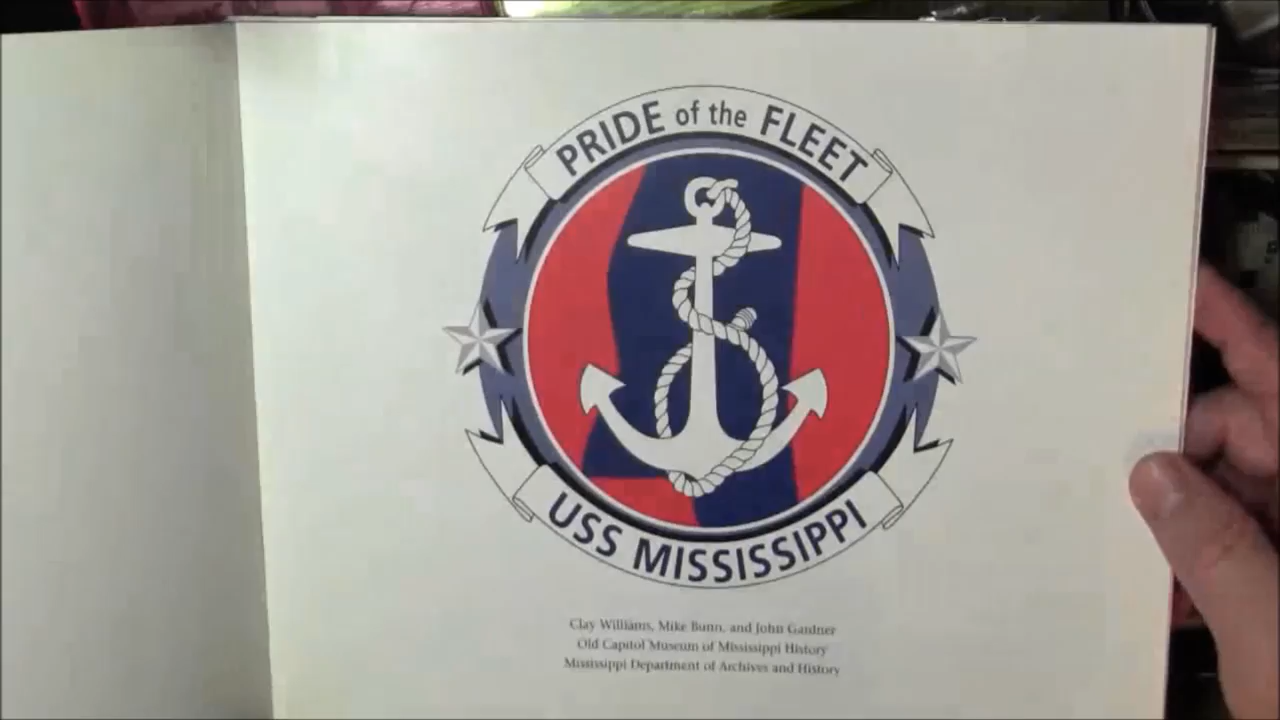 PRIDE of the FLEET
USS MISSISSIPPI
Clay Williams, Mike Bunn, and John Gardner
Old Capitol Museum of Mississippi History
Mississippi Department of Archives and History